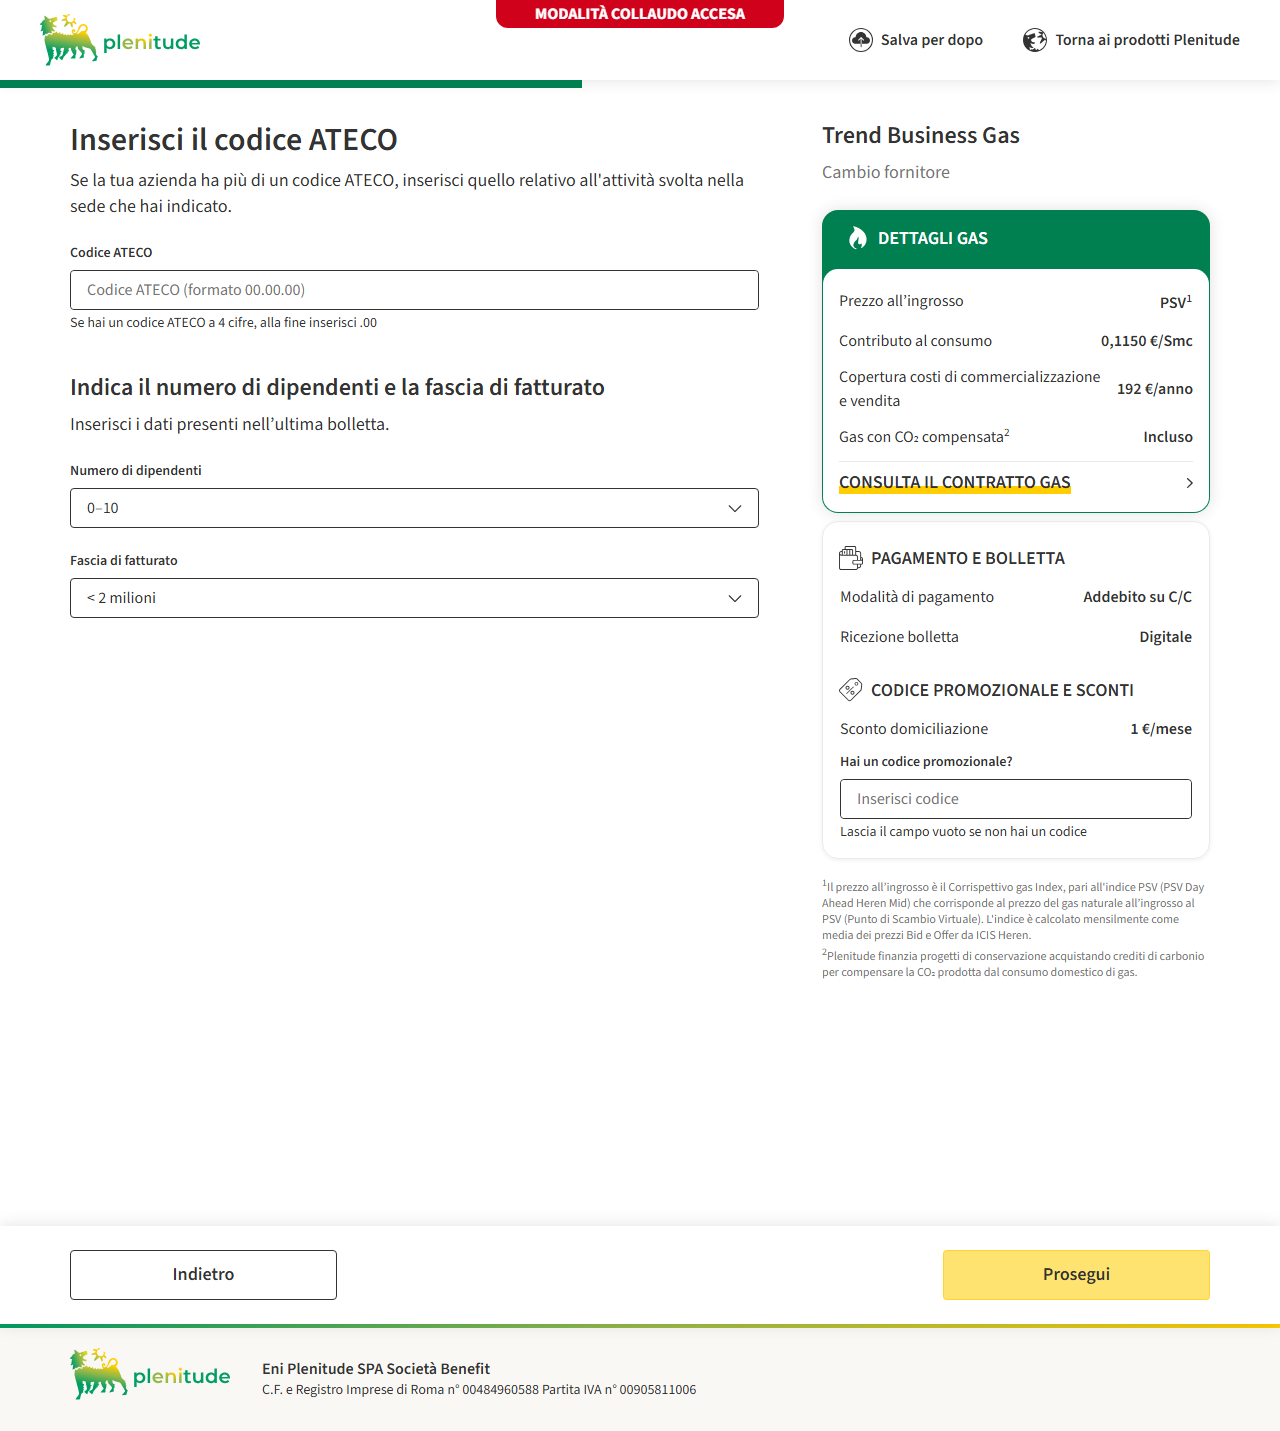 MODALITÀ COLLAUDO ACCESA
plenitude
Salva per dopo
Torna ai prodotti Plenitude
Inserisci il codice ATECO
Se la tua azienda ha più di un codice ATECO, inserisci quello relativo all'attività svolta nella
sede che hai indicato.
Codice ATECO
Codice ATECO (formato 00.00.00)
Se hai un codice ATECO a 4 cifre, alla fine inserisci .00
Indica il numero di dipendenti e la fascia di fatturato
Inserisci i dati presenti nell’ultima bolletta.
Numero di dipendenti
0–10
Fascia di fatturato
< 2 milioni
Trend Business Gas
Cambio fornitore
DETTAGLI GAS
Prezzo all’ingrosso PSV¹
Contributo al consumo 0,1150 €/Smc
Copertura costi di commercializzazione
e vendita 192 €/anno
Gas con CO₂ compensata² Incluso
CONSULTA IL CONTRATTO GAS
PAGAMENTO E BOLLETTA
Modalità di pagamento Addebito su C/C
Ricezione bolletta Digitale
CODICE PROMOZIONALE E SCONTI
Sconto domiciliazione 1 €/mese
Hai un codice promozionale?
Inserisci codice
Lascia il campo vuoto se non hai un codice
¹Il prezzo all’ingrosso è il Corrispettivo gas Index, pari all'indice PSV (PSV Day
Ahead Heren Mid) che corrisponde al prezzo del gas naturale all’ingrosso al
PSV (Punto di Scambio Virtuale). L'indice è calcolato mensilmente come
media dei prezzi Bid e Offer da ICIS Heren.
²Plenitude finanzia progetti di conservazione acquistando crediti di carbonio
per compensare la CO₂ prodotta dal consumo domestico di gas.
Indietro
Prosegui
plenitude
Eni Plenitude SPA Società Benefit
C.F. e Registro Imprese di Roma n° 00484960588 Partita IVA n° 00905811006